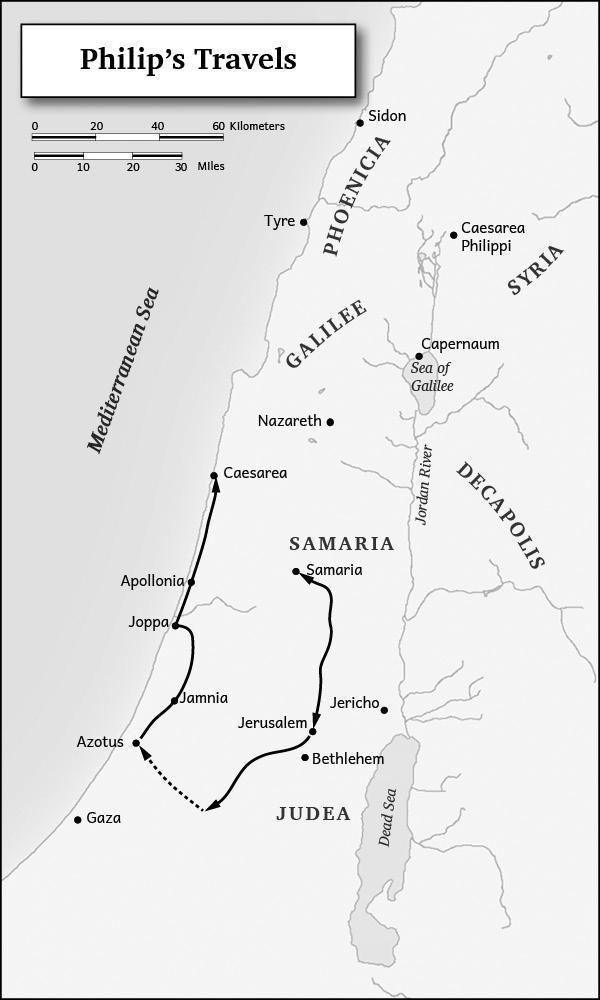 Philip's Travels
0 20 40 60 Kilometers
0 10 20 30 Miles
Sidon
PHOENICIA
Tyre
Caesarea
Philippi
SYRIA
Mediterranean Sea
GALILEE
Capernaum
Sea of
Galilee
Nazareth
Jordan River
DECAPOLIS
Caesarea
SAMARIA
Samaria
Apollonia
Joppa
Jamnia
Jericho
Jerusalem
Azotus
Bethlehem
Dead Sea
JUDEA
Gaza